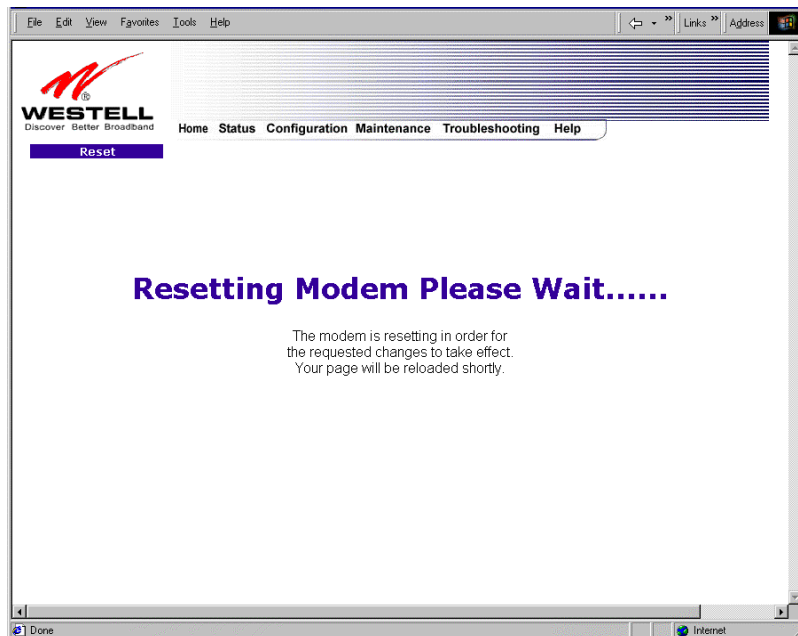 File Edit View Favorites Tools Help
Links » Address
WESTELL®
Discover Better Broadband
Home Status Configuration Maintenance Troubleshooting Help
Reset
Resetting Modem Please Wait......
The modem is resetting in order for
the requested changes to take effect.
Your page will be reloaded shortly.
Done
Internet